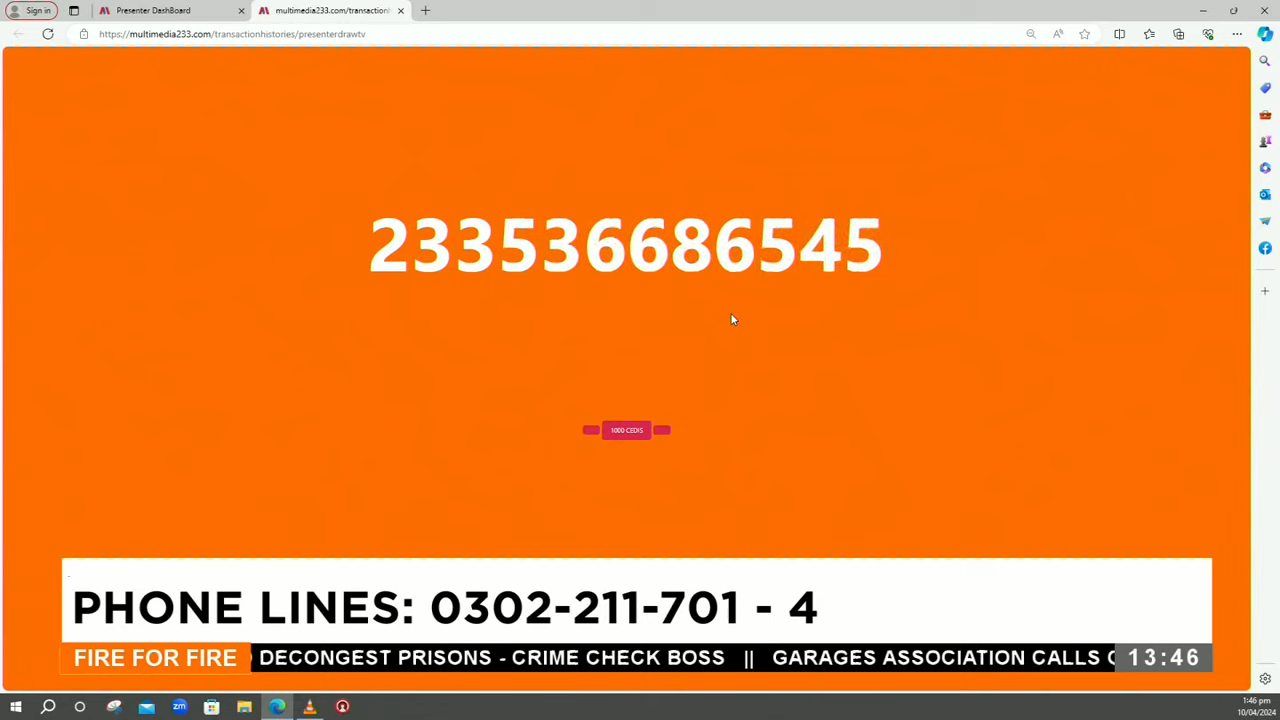 Sign in
Presenter DashBoard
multimedia233.com/transactionh
https://multimedia233.com/transactionhistories/presenterdrawtv
233536686545
1000 CEDIS
PHONE LINES: 0302-211-701 - 4
FIRE FOR FIRE
DECONGEST PRISONS - CRIME CHECK BOSS || GARAGES ASSOCIATION CALLS
13:46
zm
1:46 pm
10/04/2024